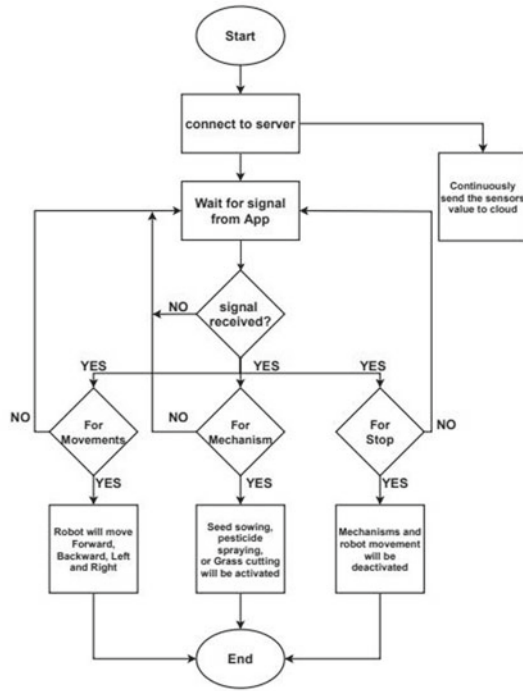 Start
connect to server
Continuously
send the sensors
value to cloud
Wait for signal
from App
NO
signal
received?
YES
YES
YES
NO
For
Movements
NO
For
Mechanism
For
Stop
NO
YES
YES
YES
Robot will move
Forward,
Backward, Left
and Right
Seed sowing,
pesticide
spraying,
or Grass cutting
will be activated
Mechanisms and
robot movement
will be
deactivated
End